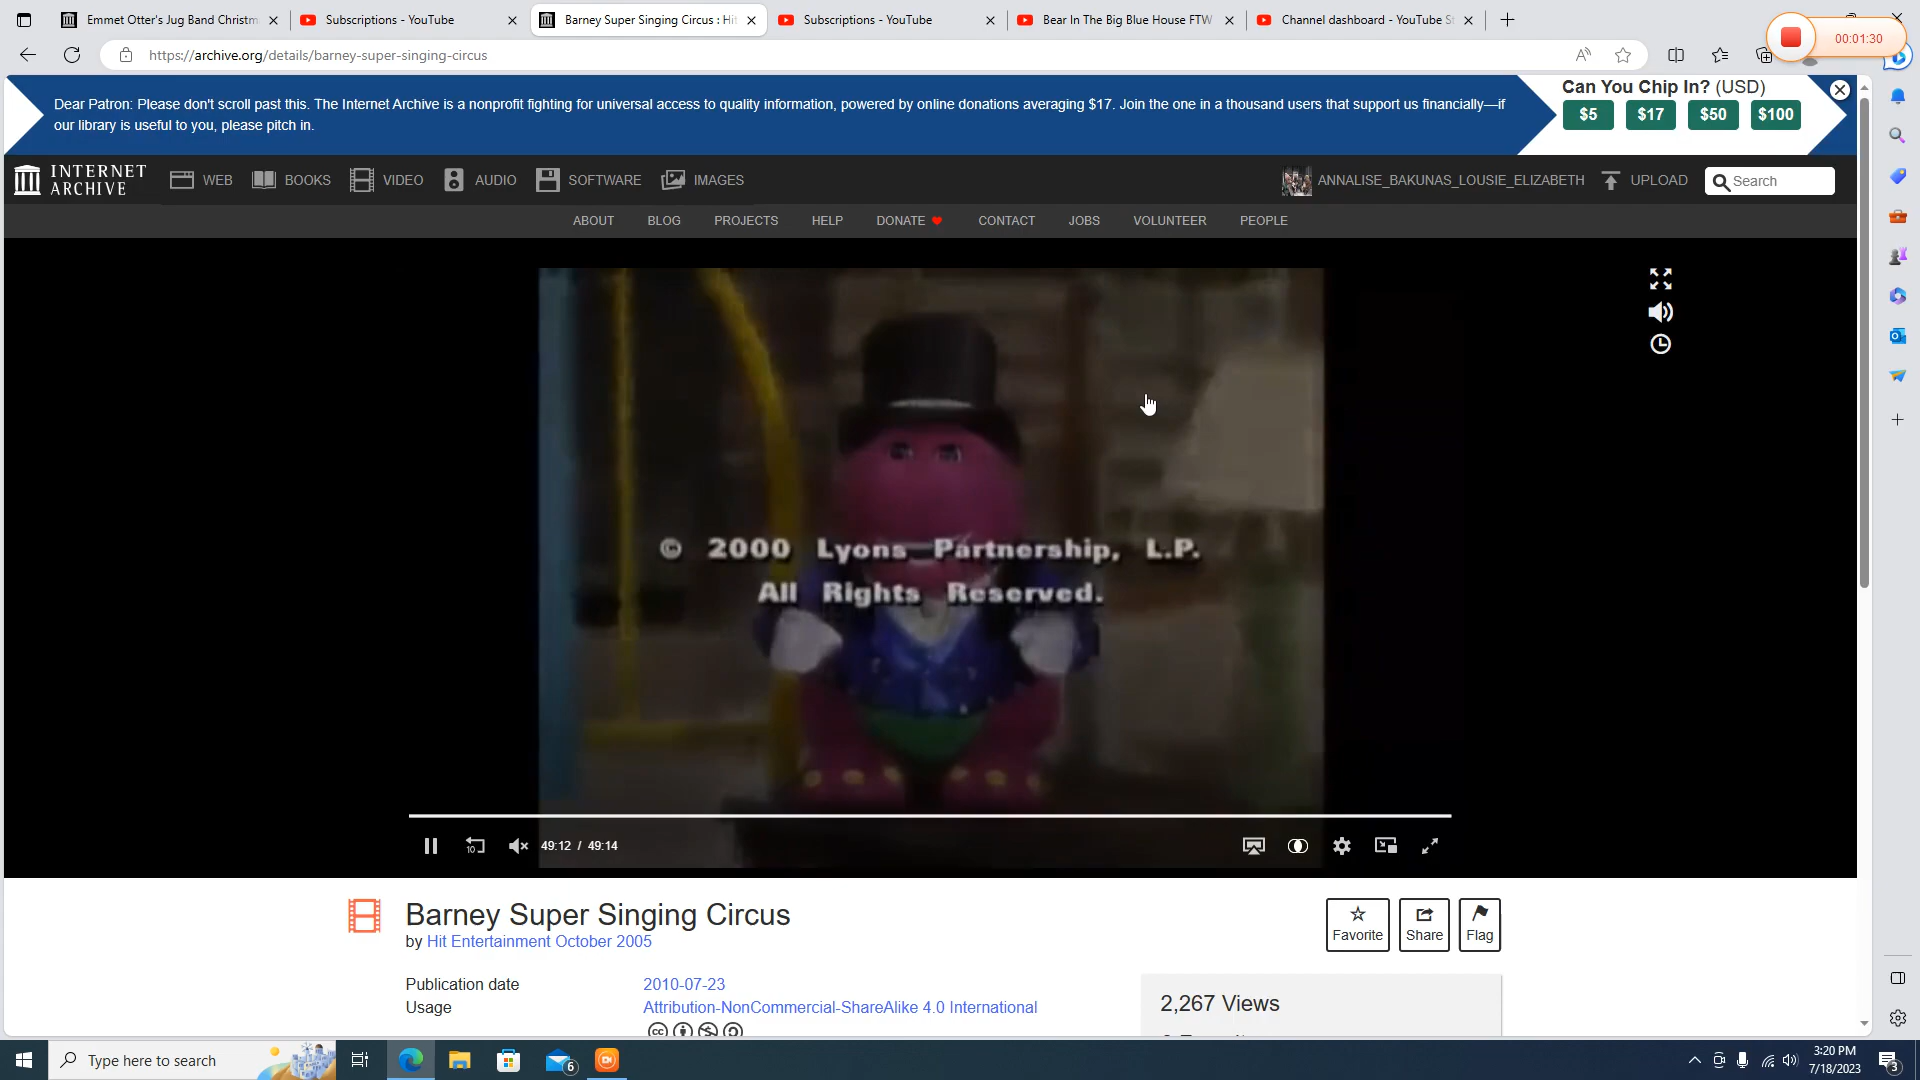 Emmet Otter's Jug Band Christm
Subscriptions - YouTube
Barney Super Singing Circus : Hit
Subscriptions - YouTube
Bear In The Big Blue House FTW
Channel dashboard - YouTube S
00:01:30
https://archive.org/details/barney-super-singing-circus
Dear Patron: Please don't scroll past this. The Internet Archive is a nonprofit fighting for universal access to quality information, powered by online donations averaging $17. Join the one in a thousand users that support us financially—if
our library is useful to you, please pitch in.
Can You Chip In? (USD)
$5 $17 $50 $100
INTERNET
ARCHIVE
WEB BOOKS VIDEO AUDIO SOFTWARE IMAGES
ANNALISE_BAKUNAS_LOUSIE_ELIZABETH UPLOAD Search
ABOUT BLOG PROJECTS HELP DONATE CONTACT JOBS VOLUNTEER PEOPLE
© 2000 Lyons Partnership, L.P.
All Rights Reserved.
10 49:12 / 49:14
Barney Super Singing Circus
by Hit Entertainment October 2005
Favorite Share Flag
Publication date 2010-07-23
Usage Attribution-NonCommercial-ShareAlike 4.0 International
2,267 Views
Type here to search
6
3:20 PM
7/18/2023
3